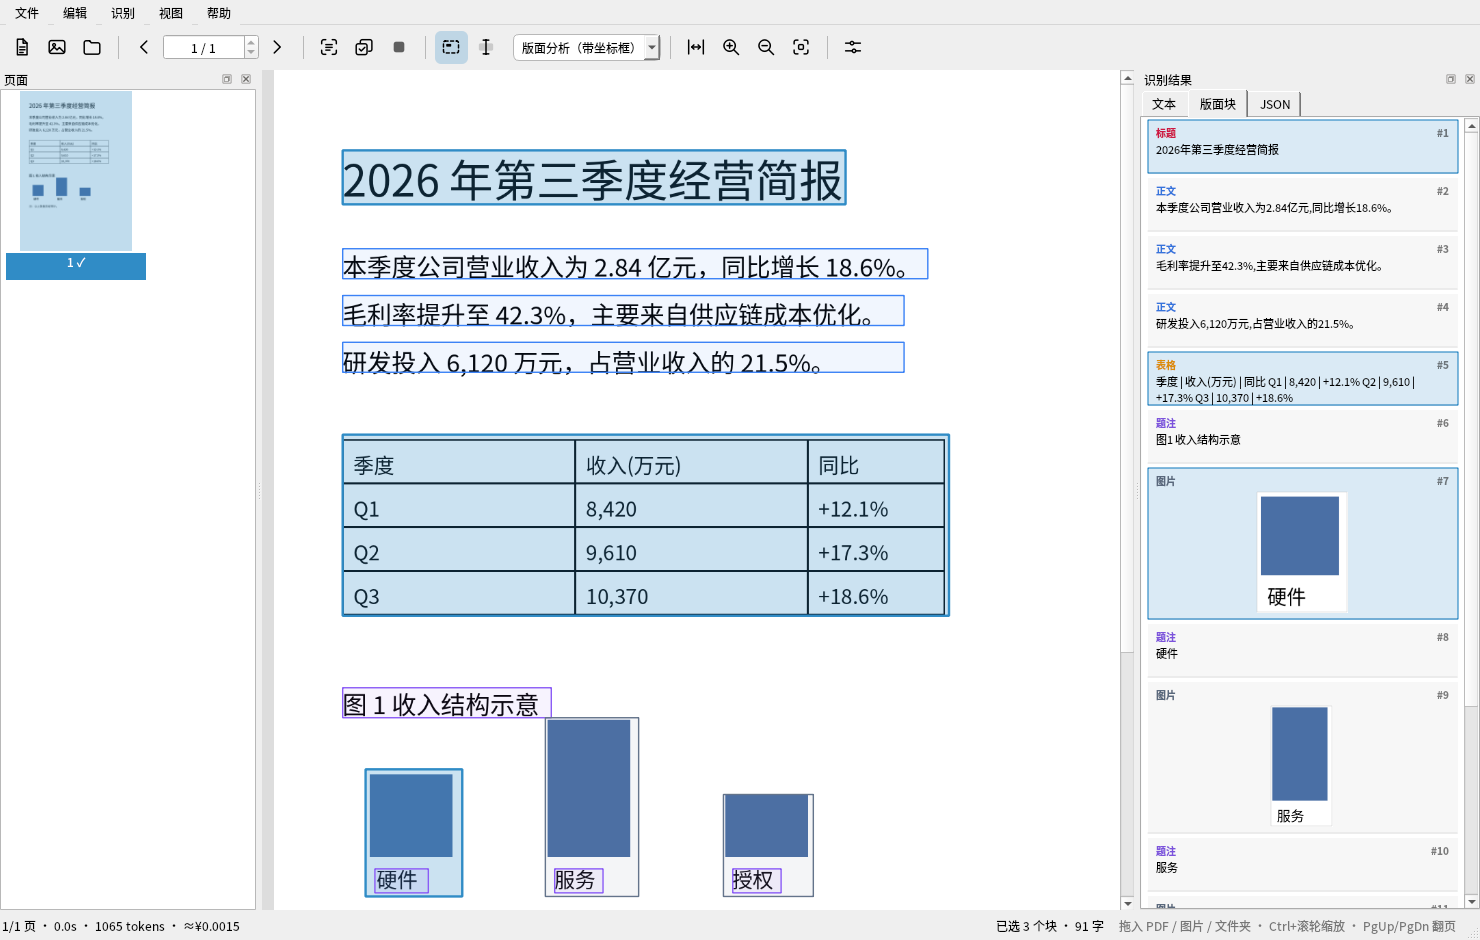 文件 编辑 识别 视图 帮助
1 / 1
版面分析（带坐标框）
页面
1 ✓
2026 年第三季度经营简报
本季度公司营业收入为 2.84 亿元，同比增长 18.6%。
毛利率提升至 42.3%，主要来自供应链成本优化。
研发投入 6,120 万元，占营业收入的 21.5%。
季度 收入(万元) 同比
Q1 8,420 +12.1%
Q2 9,610 +17.3%
Q3 10,370 +18.6%
图 1 收入结构示意
硬件 服务 授权
识别结果
文本 版面块 JSON
标题 #1
2026年第三季度经营简报
正文 #2
本季度公司营业收入为2.84亿元,同比增长18.6%。
正文 #3
毛利率提升至42.3%,主要来自供应链成本优化。
正文 #4
研发投入6,120万元,占营业收入的21.5%。
表格 #5
季度 | 收入(万元) | 同比 Q1 | 8,420 | +12.1% Q2 | 9,610 |
+17.3% Q3 | 10,370 | +18.6%
题注 #6
图1 收入结构示意
图片 #7
硬件
题注 #8
硬件
图片 #9
服务
题注 #10
服务
图片 #11
1/1 页 · 0.0s · 1065 tokens · ≈¥0.0015
已选 3 个块 · 91 字 拖入 PDF / 图片 / 文件夹 · Ctrl+滚轮缩放 · PgUp/PgDn 翻页